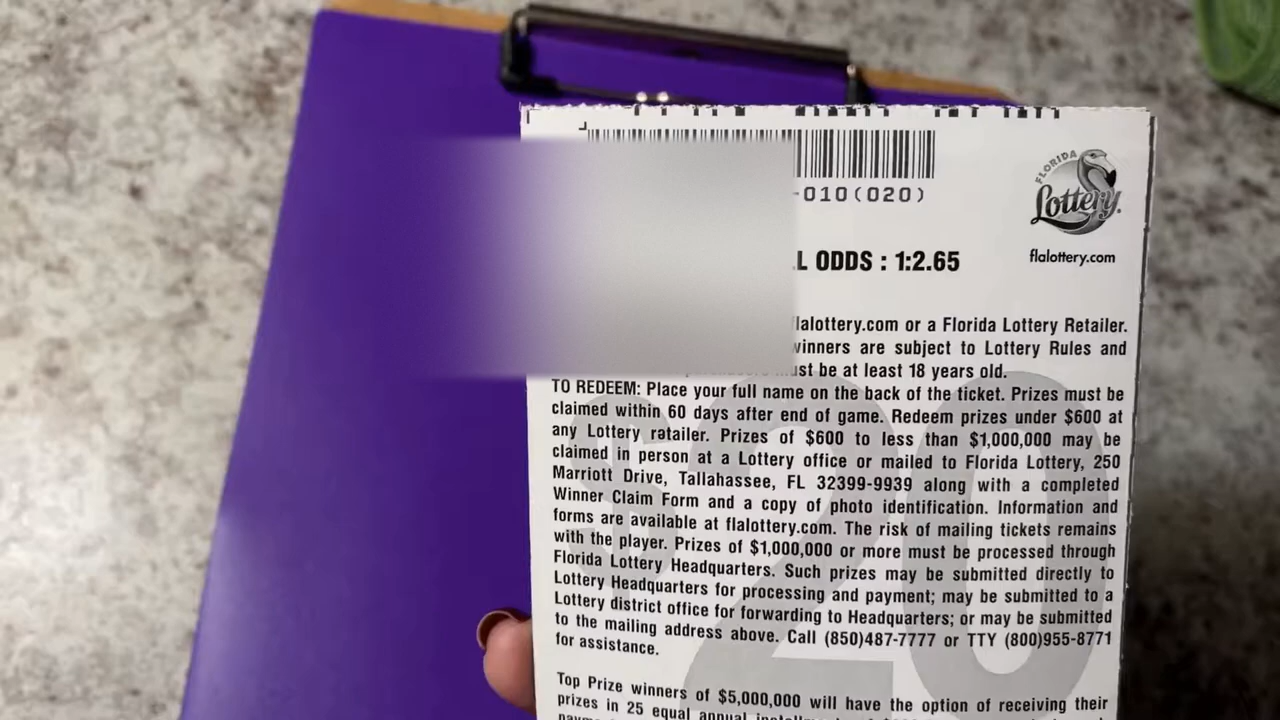 -010(020)
FLORIDA
Lottery
flalottery.com
L ODDS : 1:2.65
lalottery.com or a Florida Lottery Retailer.
winners are subject to Lottery Rules and
must be at least 18 years old.
TO REDEEM: Place your full name on the back of the ticket. Prizes must be
claimed within 60 days after end of game. Redeem prizes under $600 at
any Lottery retailer. Prizes of $600 to less than $1,000,000 may be
claimed in person at a Lottery office or mailed to Florida Lottery, 250
Marriott Drive, Tallahassee, FL 32399-9939 along with a completed
Winner Claim Form and a copy of photo identification. Information and
forms are available at flalottery.com. The risk of mailing tickets remains
with the player. Prizes of $1,000,000 or more must be processed through
Florida Lottery Headquarters. Such prizes may be submitted directly to
Lottery Headquarters for processing and payment; may be submitted to a
Lottery district office for forwarding to Headquarters; or may be submitted
to the mailing address above. Call (850)487-7777 or TTY (800)955-8771
for assistance.
$20
Top Prize winners of $5,000,000 will have the option of receiving their
prizes in 25 equal annual